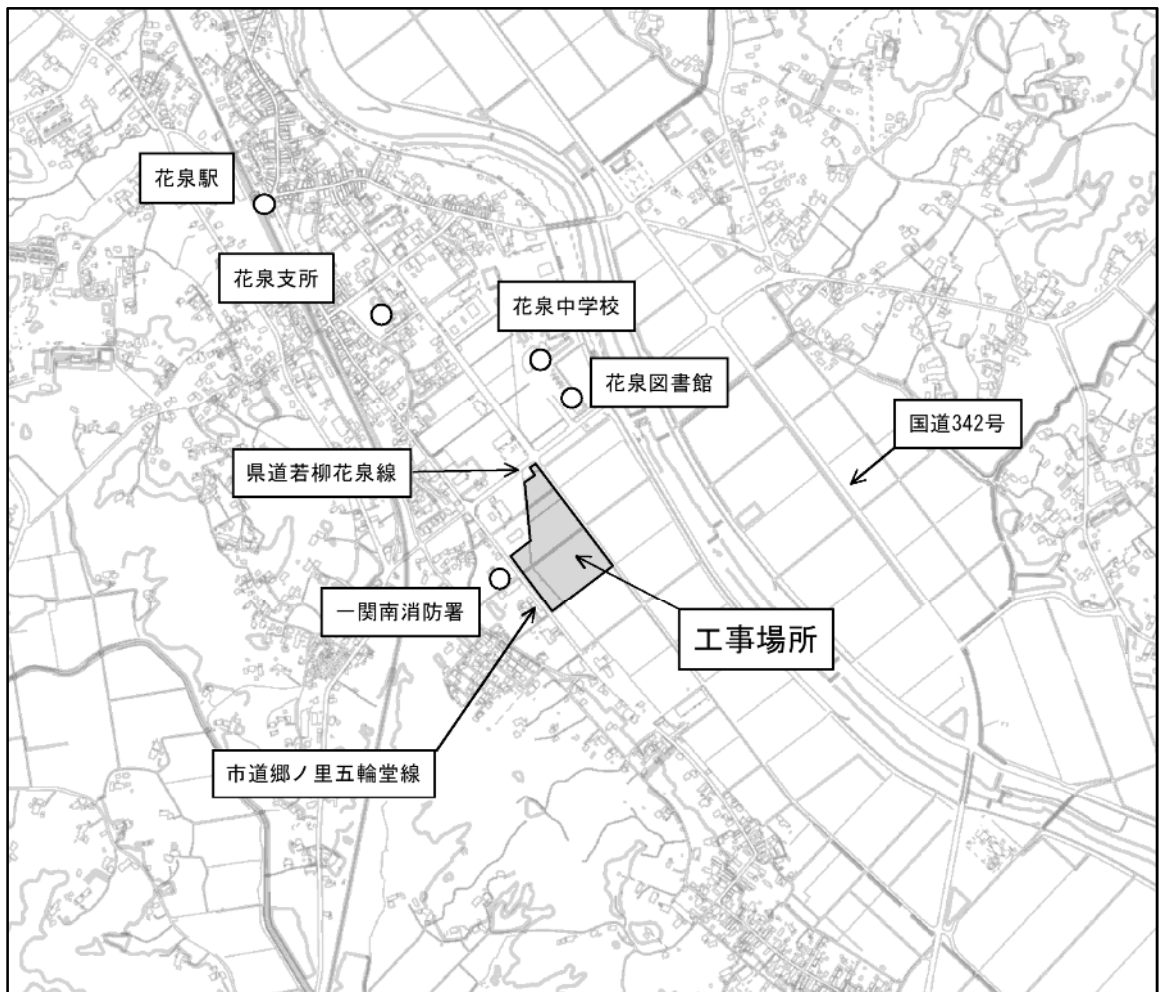 花泉駅
花泉支所
花泉中学校
花泉図書館
国道342号
県道若柳花泉線
一関南消防署
工事場所
市道郷ノ里五輪堂線